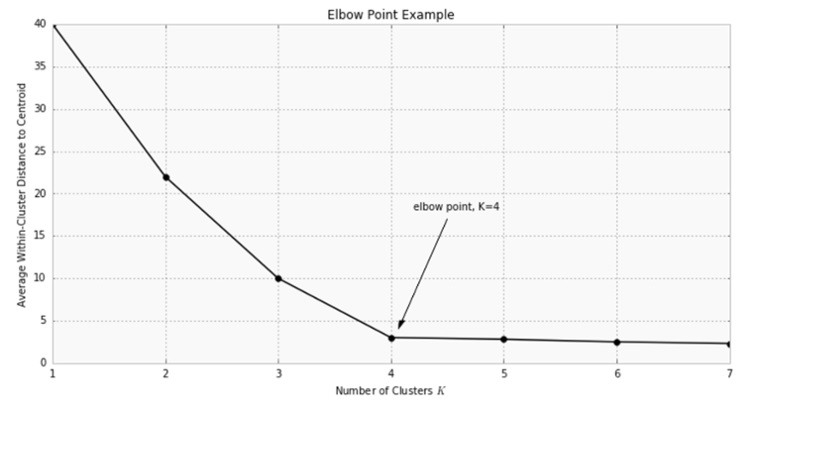 Elbow Point Example
40
35
30
25
20
15
10
5
0
Average Within-Cluster Distance to Centroid
elbow point, K=4
1 2 3 4 5 6 7
Number of Clusters K